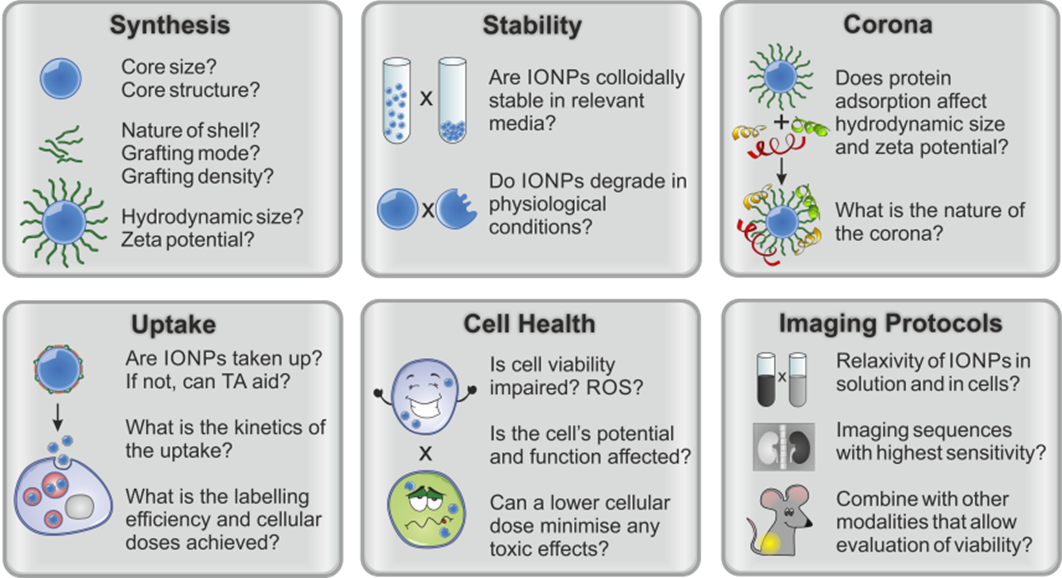 Synthesis
Core size?
Core structure?
Nature of shell?
Grafting mode?
Grafting density?
Hydrodynamic size?
Zeta potential?
Stability
x
Are IONPs colloidally
stable in relevant
media?
x
Do IONPs degrade in
physiological
conditions?
Corona
+
Does protein
adsorption affect
hydrodynamic size
and zeta potential?
What is the nature of
the corona?
Uptake
Are IONPs taken up?
If not, can TA aid?
What is the kinetics of
the uptake?
What is the labelling
efficiency and cellular
doses achieved?
Cell Health
Is cell viability
impaired? ROS?
x
Is the cell's potential
and function affected?
Can a lower cellular
dose minimise any
toxic effects?
Imaging Protocols
x
Relaxivity of IONPs in
solution and in cells?
Imaging sequences
with highest sensitivity?
Combine with other
modalities that allow
evaluation of viability?